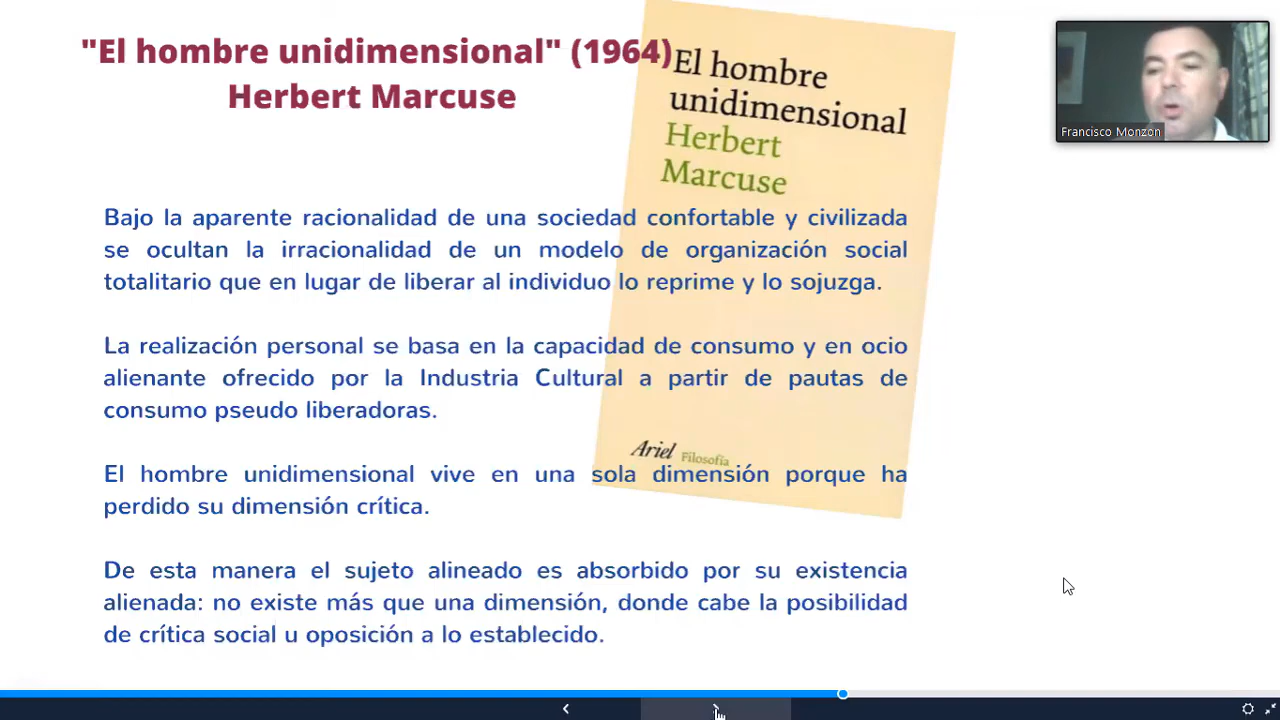 "El hombre unidimensional" (1964)
Herbert Marcuse
El hombre
unidimensional
Herbert
Marcuse
Francisco Monzon
Bajo la aparente racionalidad de una sociedad confortable y civilizada
se ocultan la irracionalidad de un modelo de organización social
totalitario que en lugar de liberar al individuo lo reprime y lo sojuzga.
La realización personal se basa en la capacidad de consumo y en ocio
alienante ofrecido por la Industria Cultural a partir de pautas de
consumo pseudo liberadoras.
Ariel Filosofía
El hombre unidimensional vive en una sola dimensión porque ha
perdido su dimensión crítica.
De esta manera el sujeto alineado es absorbido por su existencia
alienada: no existe más que una dimensión, donde cabe la posibilidad
de crítica social u oposición a lo establecido.